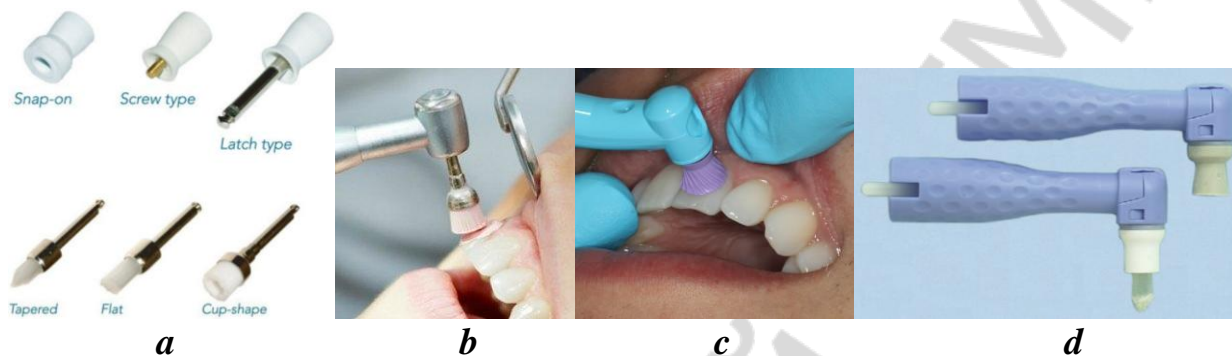 Snap-on
Screw type
Latch type
Tapered
Flat
Cup-shape
a
b
c
d